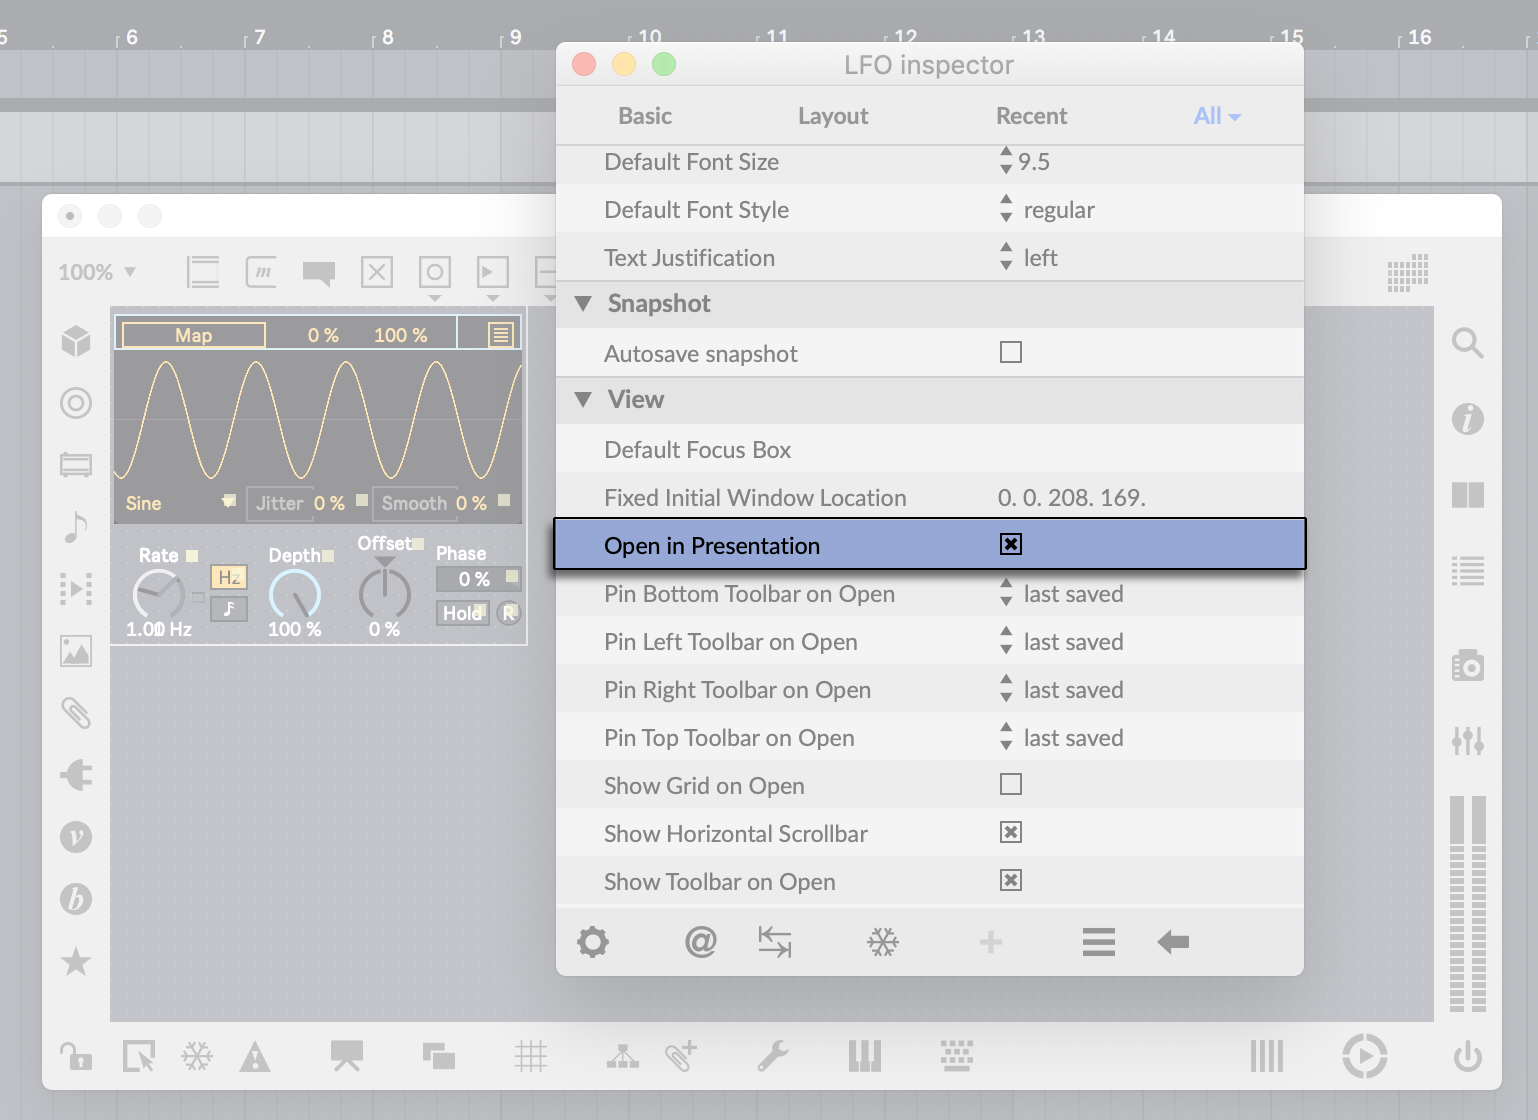 5 6 7 8 9 10 11 12 13 14 15 16
LFO inspector
Basic Layout Recent All
Default Font Size 9.5
Default Font Style regular
Text Justification left
Snapshot
Autosave snapshot
View
Default Focus Box
Fixed Initial Window Location 0. 0. 208. 169.
Open in Presentation
Pin Bottom Toolbar on Open last saved
Pin Left Toolbar on Open last saved
Pin Right Toolbar on Open last saved
Pin Top Toolbar on Open last saved
Show Grid on Open
Show Horizontal Scrollbar
Show Toolbar on Open
@
100%
m
Map 0 % 100 %
Sine Jitter 0 % Smooth 0 %
Rate Depth Offset Phase
Hz 0 %
Hold R
Hz 100 % 0 %
i
v
b